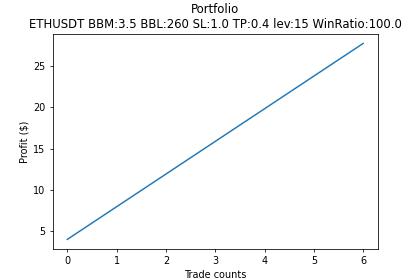 Portfolio
ETHUSDT BBM:3.5 BBL:260 SL:1.0 TP:0.4 lev:15 WinRatio:100.0
Profit ($)
25
20
15
10
5
0 1 2 3 4 5 6
Trade counts